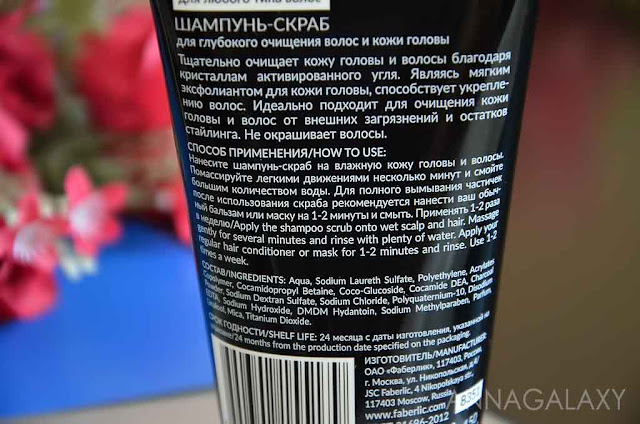 для любого типа волос
ШАМПУНЬ-СКРАБ
для глубокого очищения волос и кожи головы
Тщательно очищает кожу головы и волосы благодаря
кристаллам активированного угля. Являясь мягким
эксфолиантом для кожи головы, способствует укрепле-
нию волос. Идеально подходит для очищения кожи
головы и волос от внешних загрязнений и остатков
стайлинга. Не окрашивает волосы.
СПОСОБ ПРИМЕНЕНИЯ/HOW TO USE:
Нанесите шампунь-скраб на влажную кожу головы и волосы.
Помассируйте легкими движениями несколько минут и смойте
большим количеством воды. Для полного вымывания частичек
после использования скраба рекомендуется нанести ваш обыч-
ный бальзам или маску на 1-2 минуты и смыть. Применять 1-2 раза
в неделю/Apply the shampoo scrub onto wet scalp and hair. Massage
gently for several minutes and rinse with plenty of water. Apply your
regular hair conditioner or mask for 1-2 minutes and rinse. Use 1-2
times a week.
СОСТАВ/INGREDIENTS: Aqua, Sodium Laureth Sulfate, Polyethylene, Acrylates
Copolymer, Cocamidopropyl Betaine, Coco-Glucoside, Cocamide DEA, Charcoal
Powder, Sodium Dextran Sulfate, Sodium Chloride, Polyquaternium-10, Disodium
EDTA, Sodium Hydroxide, DMDM Hydantoin, Sodium Methylparaben, Parfum,
Mica, Titanium Dioxide.
СРОК ГОДНОСТИ/SHELF LIFE: 24 месяца с даты изготовления, указанной на
24 months from the production date specified on the packaging.
ИЗГОТОВИТЕЛЬ/MANUFACTURER:
ОАО «Фаберлик», 117403, Россия,
г. Москва, ул. Никопольская, д.4/
JSC Faberlic, 4 Nikopolskaya str.,
117403 Moscow, Russia.
www.faberlic.com
ANNAGALAXY